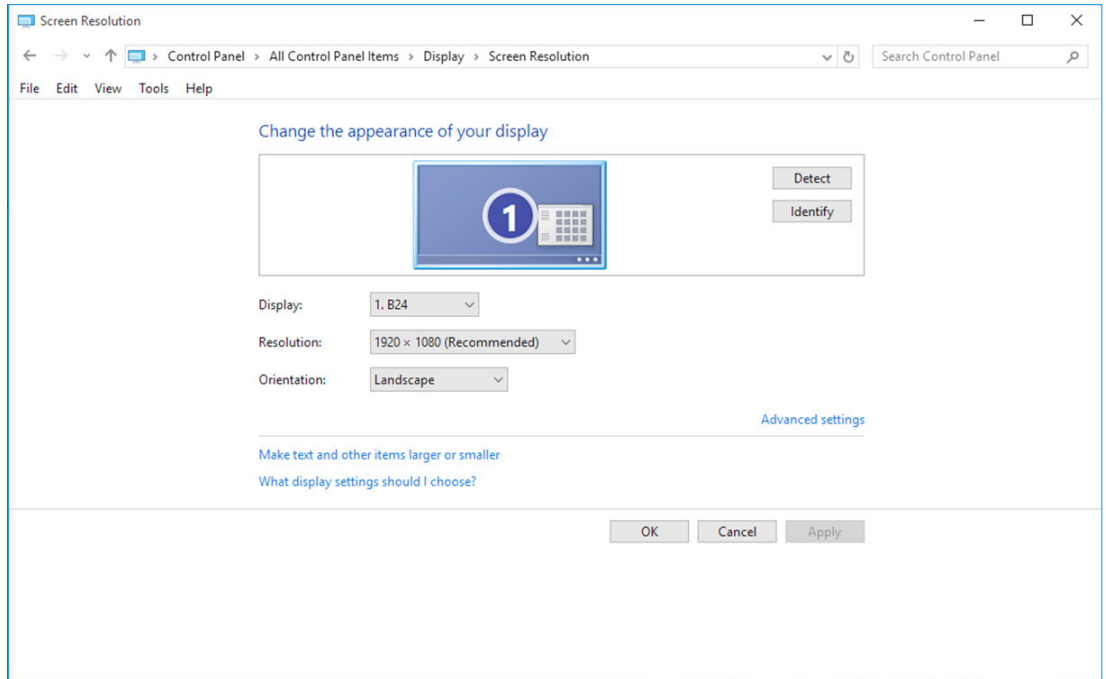 Screen Resolution
Control Panel > All Control Panel Items > Display > Screen Resolution
Search Control Panel
File Edit View Tools Help
Change the appearance of your display
1
Detect
Identify
Display: 1. B24
Resolution: 1920 × 1080 (Recommended)
Orientation: Landscape
Advanced settings
Make text and other items larger or smaller
What display settings should I choose?
OK Cancel Apply